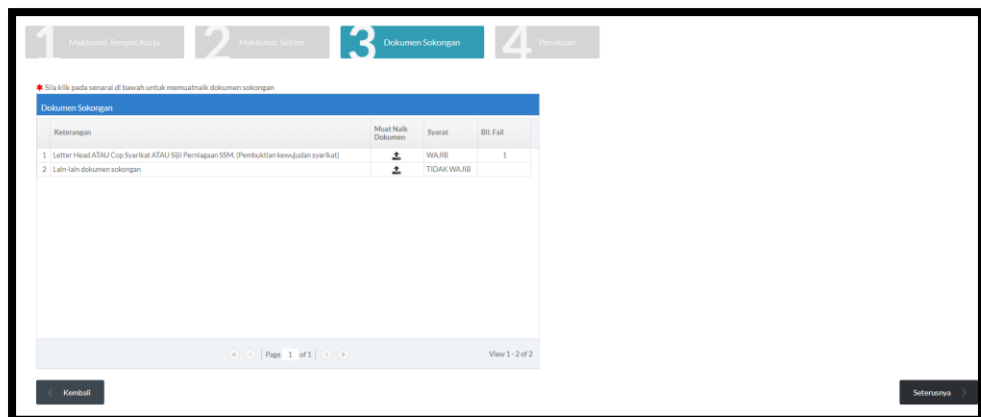 1 Maklumat Tempat Kerja 2 Maklumat Sektor 3 Dokumen Sokongan 4 Perakuan
* Sila klik pada senarai di bawah untuk memuatnaik dokumen sokongan
Dokumen Sokongan
Keterangan Muat Naik Dokumen Syarat Bil. Fail
1 Letter Head ATAU Cop Syarikat ATAU Sijil Perniagaan SSM. (Pembuktian kewujudan syarikat) WAJIB 1
2 Lain-lain dokumen sokongan TIDAK WAJIB
Page 1 of 1 View 1 - 2 of 2
Kembali Seterusnya